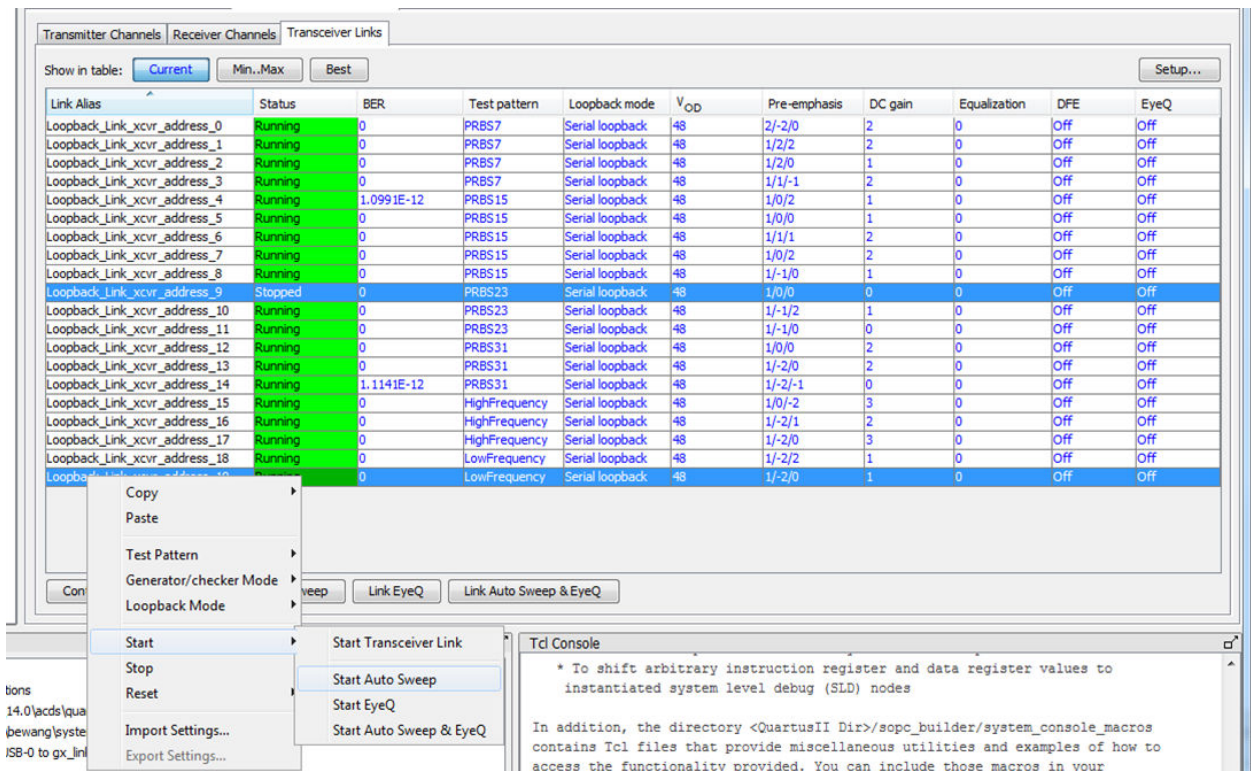 Transmitter Channels Receiver Channels Transceiver Links
Show in table: Current Min..Max Best Setup...
Link Alias Status BER Test pattern Loopback mode VOD Pre-emphasis DC gain Equalization DFE EyeQ
Loopback_Link_xcvr_address_0 Running 0 PRBS7 Serial loopback 48 2/-2/0 2 0 Off Off
Loopback_Link_xcvr_address_1 Running 0 PRBS7 Serial loopback 48 1/2/2 2 0 Off Off
Loopback_Link_xcvr_address_2 Running 0 PRBS7 Serial loopback 48 1/2/0 1 0 Off Off
Loopback_Link_xcvr_address_3 Running 0 PRBS7 Serial loopback 48 1/1/-1 2 0 Off Off
Loopback_Link_xcvr_address_4 Running 1.0991E-12 PRBS15 Serial loopback 48 1/0/2 1 0 Off Off
Loopback_Link_xcvr_address_5 Running 0 PRBS15 Serial loopback 48 1/0/0 1 0 Off Off
Loopback_Link_xcvr_address_6 Running 0 PRBS15 Serial loopback 48 1/1/1 2 0 Off Off
Loopback_Link_xcvr_address_7 Running 0 PRBS15 Serial loopback 48 1/0/2 2 0 Off Off
Loopback_Link_xcvr_address_8 Running 0 PRBS15 Serial loopback 48 1/-1/0 1 0 Off Off
Loopback_Link_xcvr_address_9 Stopped 0 PRBS23 Serial loopback 48 1/0/0 0 0 Off Off
Loopback_Link_xcvr_address_10 Running 0 PRBS23 Serial loopback 48 1/-1/2 1 0 Off Off
Loopback_Link_xcvr_address_11 Running 0 PRBS23 Serial loopback 48 1/-1/0 0 0 Off Off
Loopback_Link_xcvr_address_12 Running 0 PRBS31 Serial loopback 48 1/0/0 2 0 Off Off
Loopback_Link_xcvr_address_13 Running 0 PRBS31 Serial loopback 48 1/-2/0 2 0 Off Off
Loopback_Link_xcvr_address_14 Running 1.1141E-12 PRBS31 Serial loopback 48 1/-2/-1 0 0 Off Off
Loopback_Link_xcvr_address_15 Running 0 HighFrequency Serial loopback 48 1/0/-2 3 0 Off Off
Loopback_Link_xcvr_address_16 Running 0 HighFrequency Serial loopback 48 1/-2/1 2 0 Off Off
Loopback_Link_xcvr_address_17 Running 0 HighFrequency Serial loopback 48 1/-2/0 3 0 Off Off
Loopback_Link_xcvr_address_18 Running 0 LowFrequency Serial loopback 48 1/-2/2 1 0 Off Off
0 LowFrequency Serial loopback 48 1/-2/0 1 0 Off Off
Copy
Paste
Test Pattern
Generator/checker Mode
Loopback Mode
Start
Stop
Reset
Import Settings...
Export Settings...
Start Transceiver Link
Start Auto Sweep
Start EyeQ
Start Auto Sweep & EyeQ
Link EyeQ Link Auto Sweep & EyeQ
Tcl Console
* To shift arbitrary instruction register and data register values to
instantiated system level debug (SLD) nodes
In addition, the directory <QuartusII Dir>/sopc_builder/system_console_macros
contains Tcl files that provide miscellaneous utilities and examples of how to
access the functionality provided. You can include those macros in your
14.0\acds\qua
bewang\syste
to gx_lin